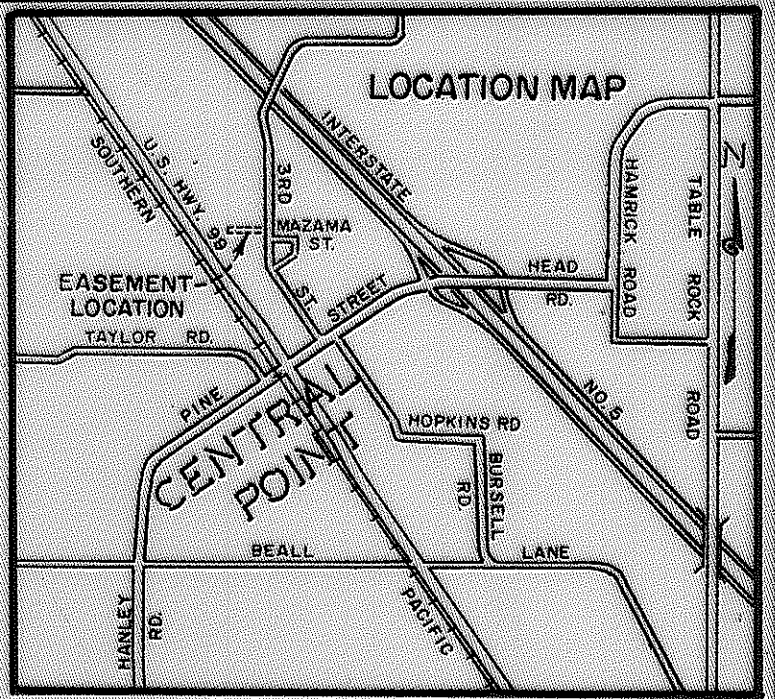 LOCATION MAP
INTERSTATE
U.S. HWY. 99
SOUTHERN
3RD
MAZAMA
ST.
HAMRICK ROAD
TABLE ROCK ROAD
N
EASEMENT
LOCATION
ST.
STREET
HEAD
RD.
TAYLOR RD.
PINE
NO. 5
CENTRAL
POINT
HOPKINS RD
BURSELL
RD.
BEALL LANE
PACIFIC
HANLEY
RD.